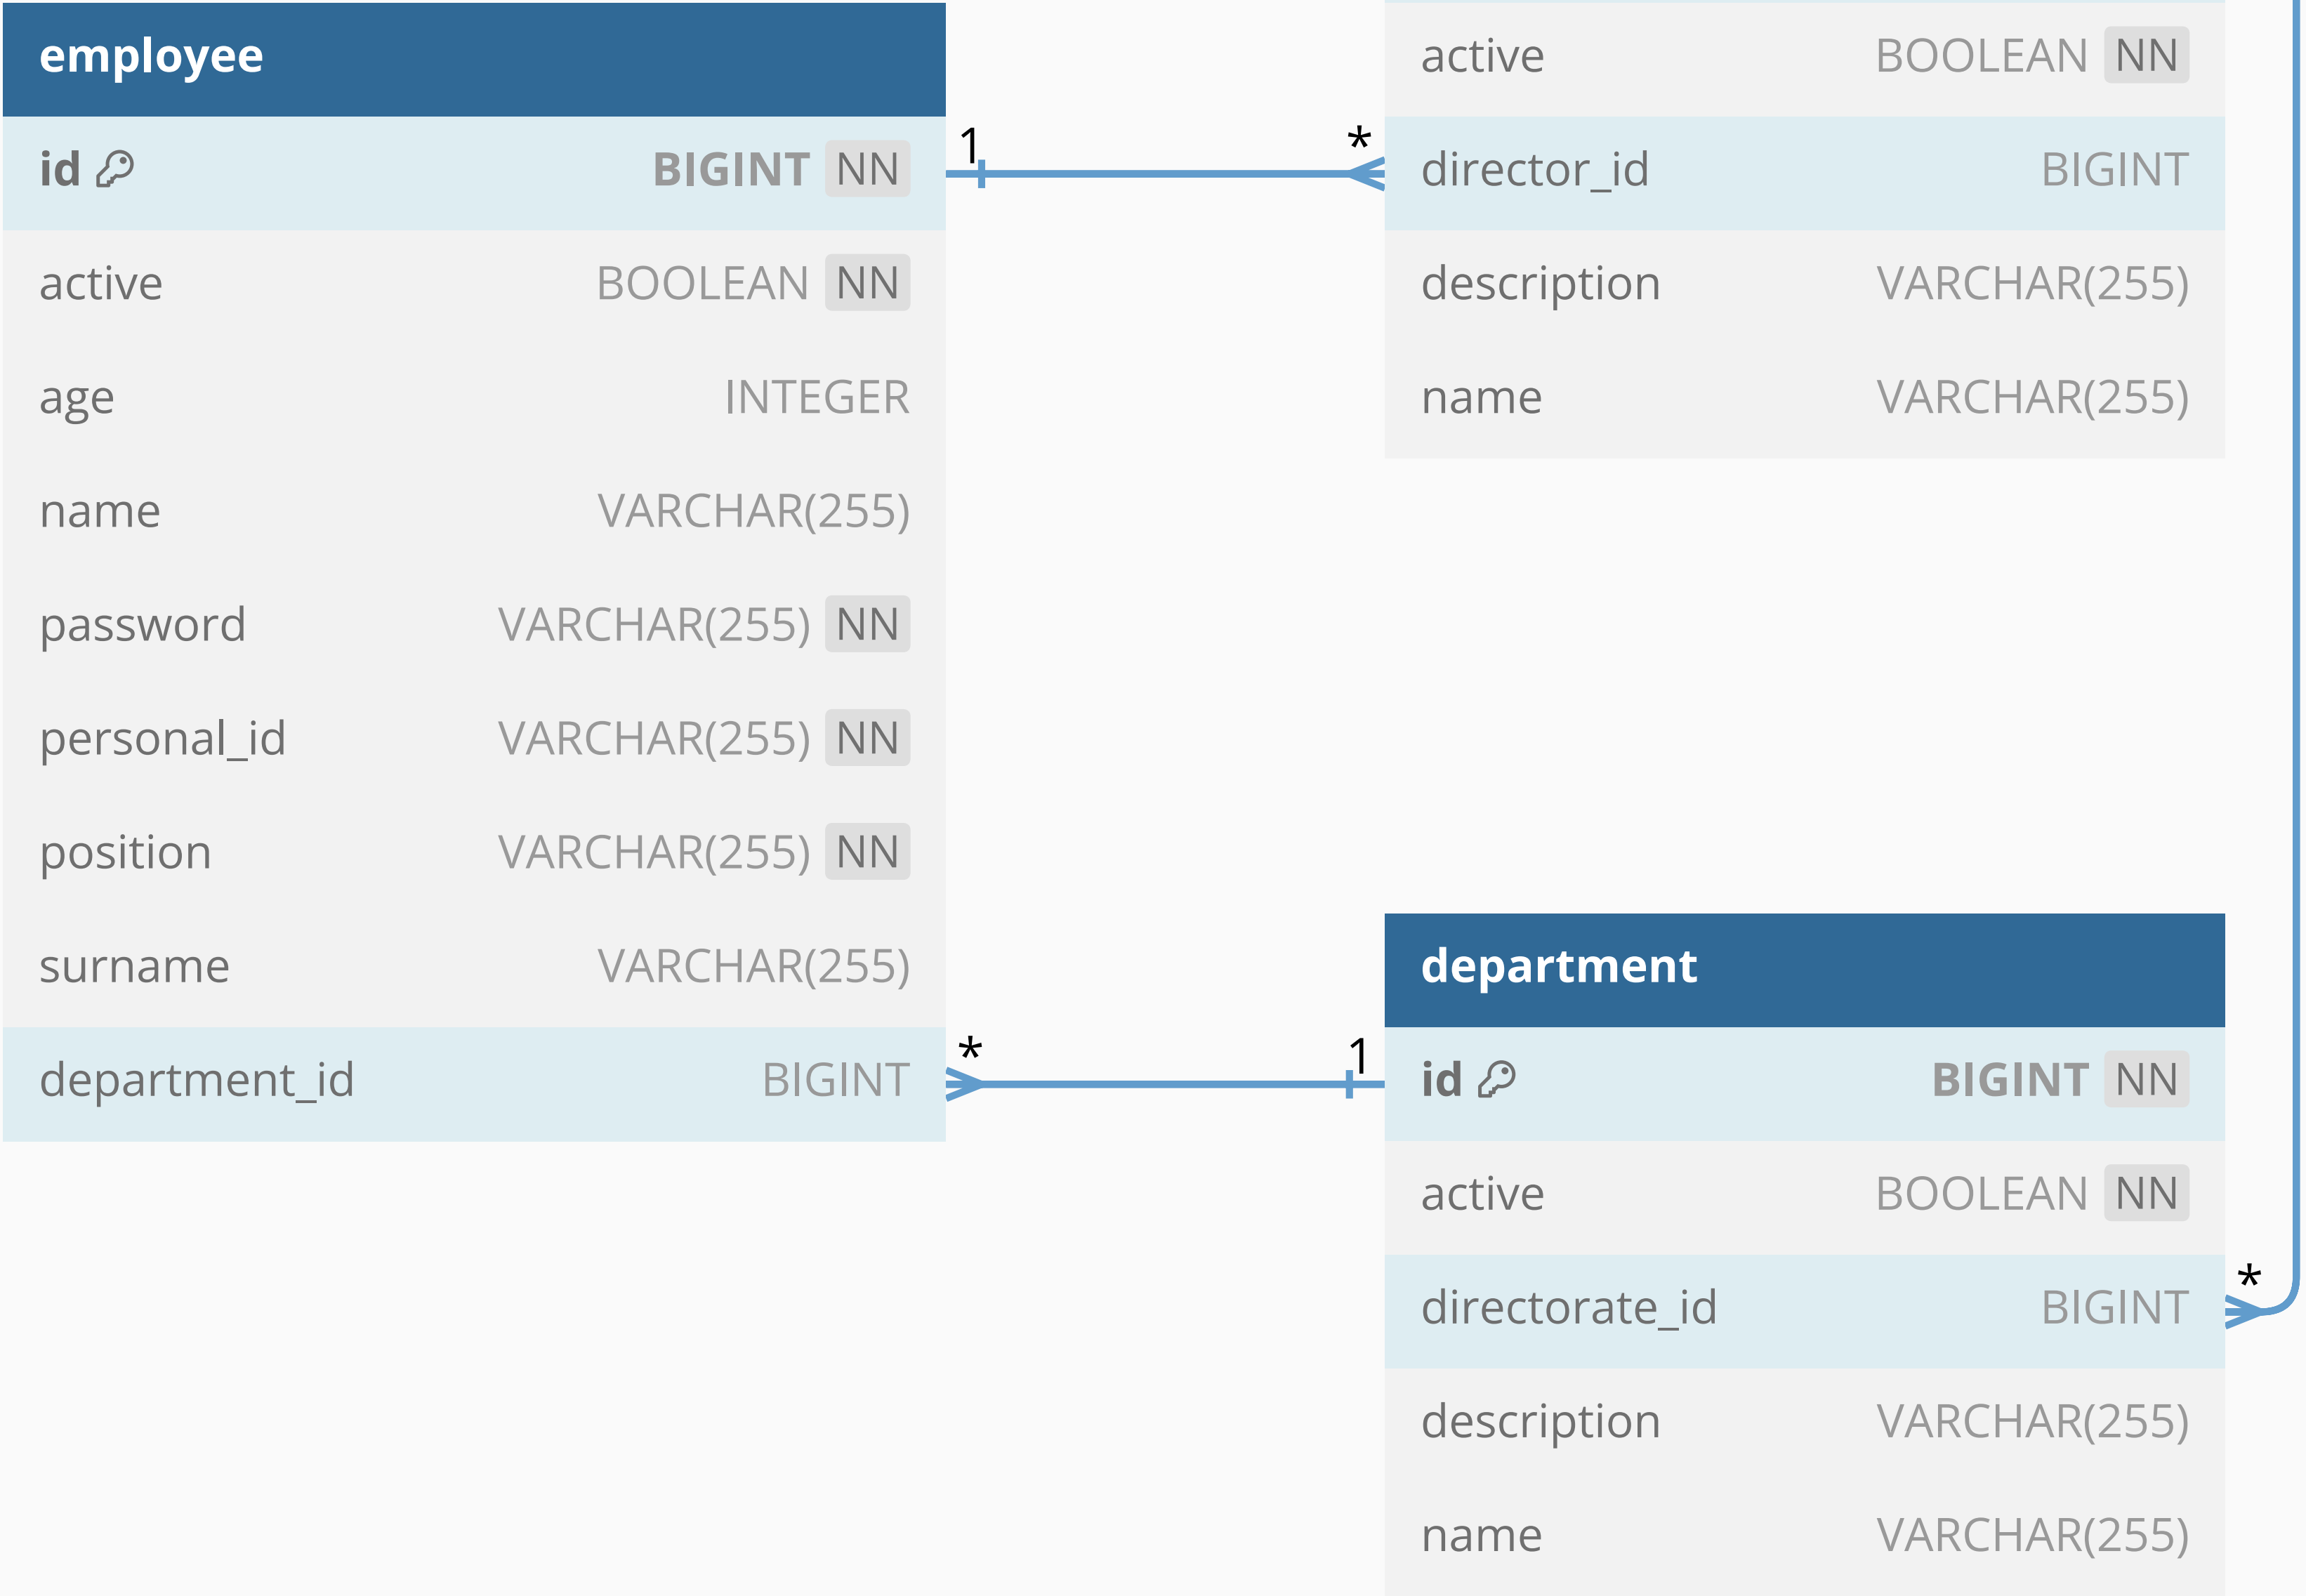 employee
id BIGINT NN
active BOOLEAN NN
age INTEGER
name VARCHAR(255)
password VARCHAR(255) NN
personal_id VARCHAR(255) NN
position VARCHAR(255) NN
surname VARCHAR(255)
department_id BIGINT
1 *
* 1
active BOOLEAN NN
director_id BIGINT
description VARCHAR(255)
name VARCHAR(255)
department
id BIGINT NN
active BOOLEAN NN
directorate_id BIGINT
*
description VARCHAR(255)
name VARCHAR(255)